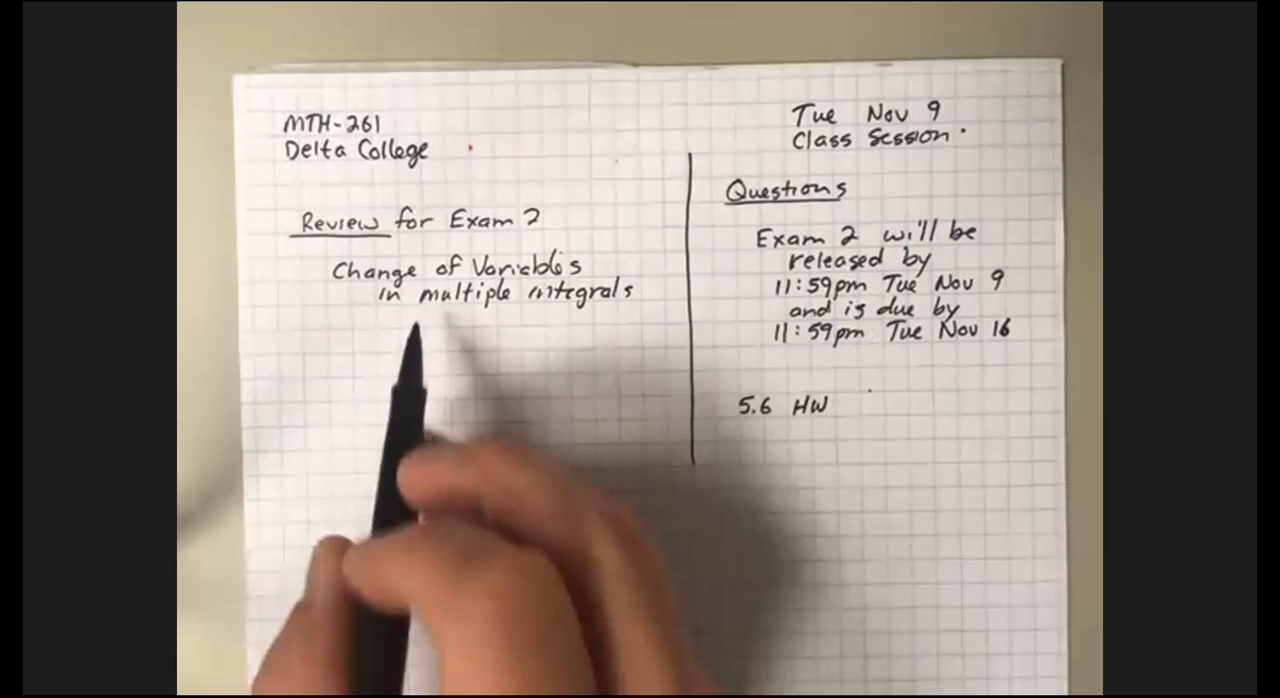 MTH-261
Delta College
Tue Nov 9
Class Session
Review for Exam 2
Change of Variables
in multiple integrals
Questions
Exam 2 will be
released by
11:59pm Tue Nov 9
and is due by
11:59pm Tue Nov 16
5.6 HW